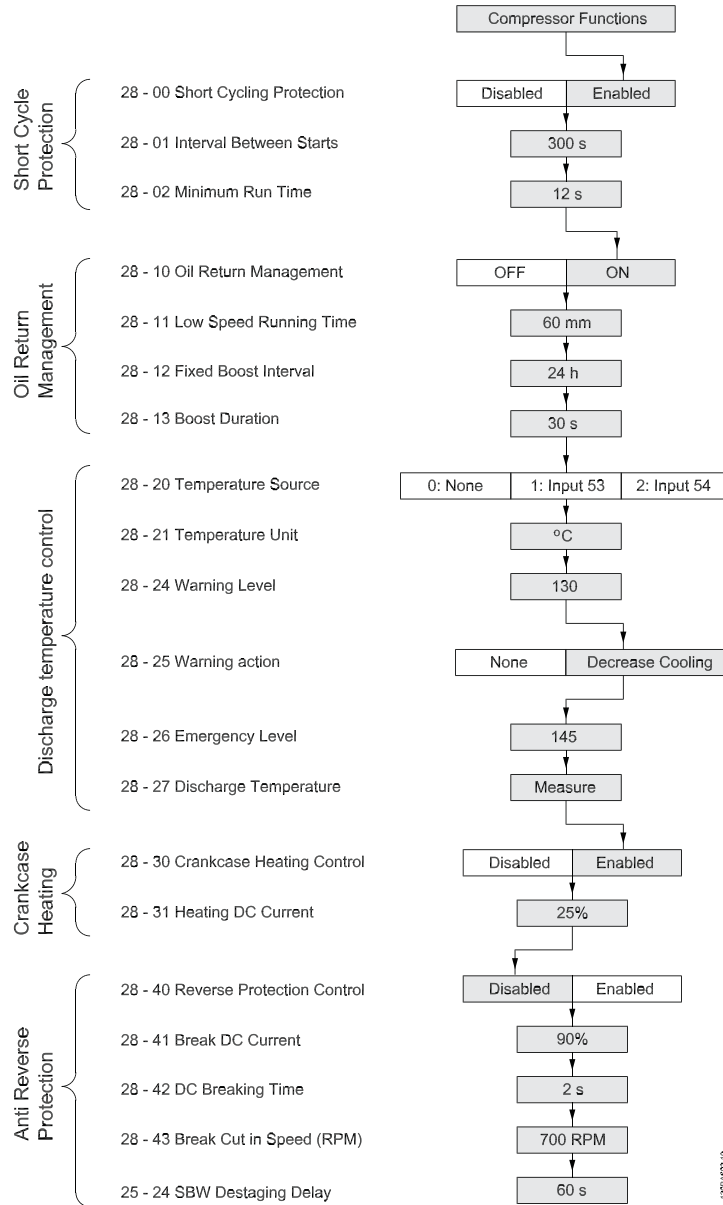 Compressor Functions
Short Cycle
Protection
28 - 00 Short Cycling Protection
Disabled
Enabled
28 - 01 Interval Between Starts
300 s
28 - 02 Minimum Run Time
12 s
Oil Return
Management
28 - 10 Oil Return Management
OFF
ON
28 - 11 Low Speed Running Time
60 mm
28 - 12 Fixed Boost Interval
24 h
28 - 13 Boost Duration
30 s
Discharge temperature control
28 - 20 Temperature Source
0: None
1: Input 53
2: Input 54
28 - 21 Temperature Unit
ºC
28 - 24 Warning Level
130
28 - 25 Warning action
None
Decrease Cooling
28 - 26 Emergency Level
145
28 - 27 Discharge Temperature
Measure
Crankcase
Heating
28 - 30 Crankcase Heating Control
Disabled
Enabled
28 - 31 Heating DC Current
25%
Anti Reverse
Protection
28 - 40 Reverse Protection Control
Disabled
Enabled
28 - 41 Break DC Current
90%
28 - 42 DC Breaking Time
2 s
28 - 43 Break Cut in Speed (RPM)
700 RPM
25 - 24 SBW Destaging Delay
60 s